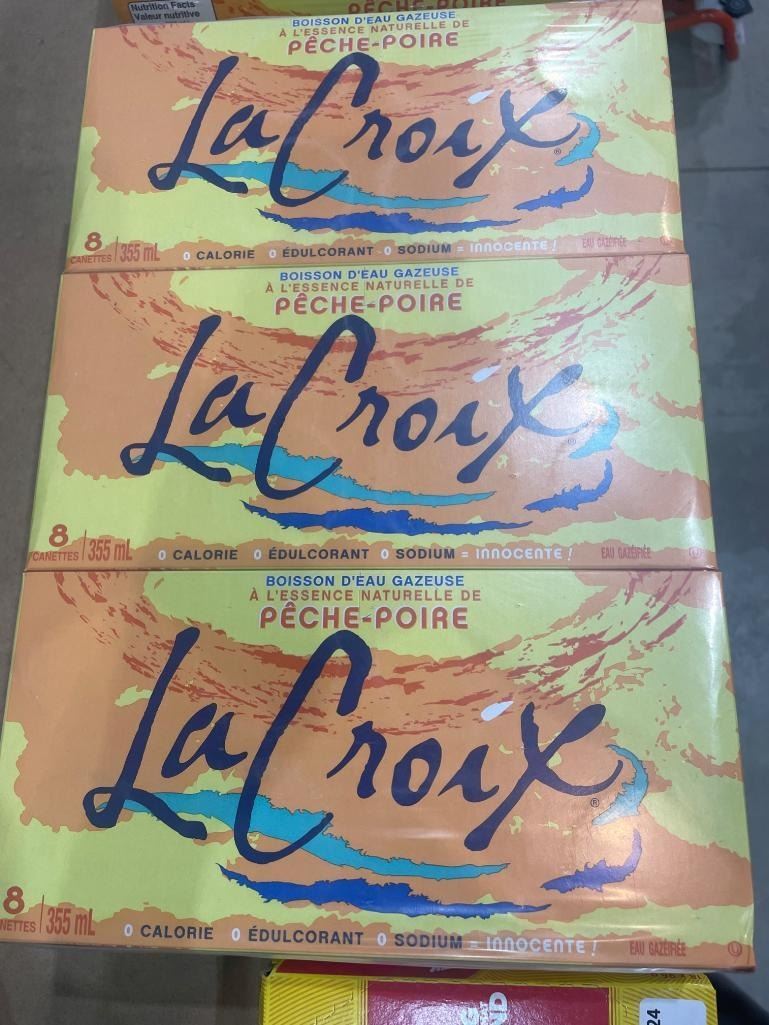 Nutrition Facts
Valeur nutritive
PÊCHE-POIRE
BOISSON D'EAU GAZEUSE
À L'ESSENCE NATURELLE DE
PÊCHE-POIRE
LaCroix
8 CANETTES 355 mL
0 CALORIE 0 ÉDULCORANT 0 SODIUM = INNOCENTE !
EAU GAZÉIFIÉE
BOISSON D'EAU GAZEUSE
À L'ESSENCE NATURELLE DE
PÊCHE-POIRE
LaCroix
8 CANETTES 355 mL
0 CALORIE 0 ÉDULCORANT 0 SODIUM = INNOCENTE !
EAU GAZÉIFIÉE
BOISSON D'EAU GAZEUSE
À L'ESSENCE NATURELLE DE
PÊCHE-POIRE
LaCroix®
8 NETTES 355 mL
0 CALORIE 0 ÉDULCORANT 0 SODIUM = INNOCENTE !
EAU GAZÉIFIÉE
24